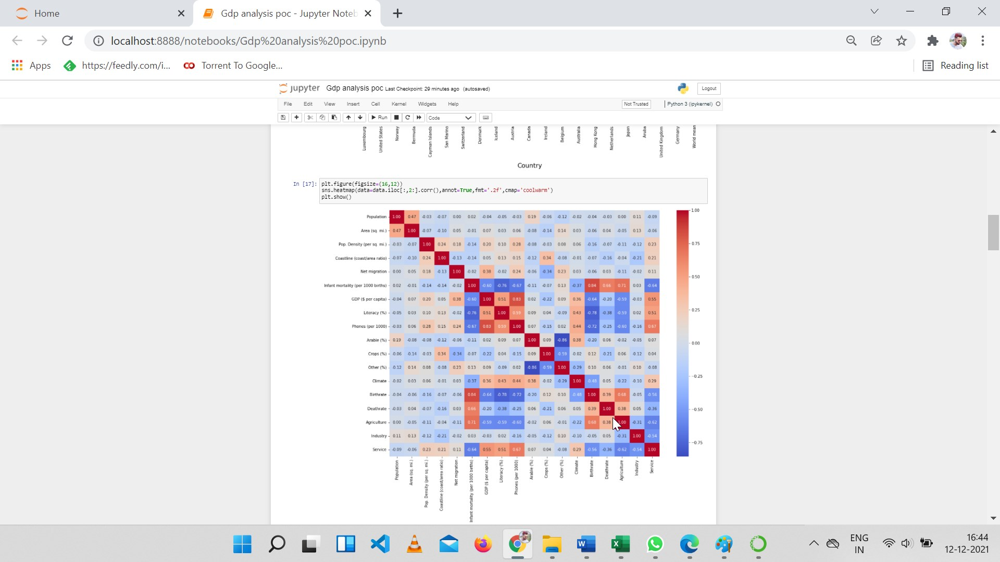 Home
Gdp analysis poc - Jupyter Noteb
localhost:8888/notebooks/Gdp%20analysis%20poc.ipynb
Apps
https://feedly.com/i...
Torrent To Google...
Reading list
jupyter Gdp analysis poc Last Checkpoint: 29 minutes ago (autosaved)
Logout
File Edit View Insert Cell Kernel Widgets Help
Not Trusted
Python 3 (ipykernel)
Run
Code
Luxembourg United States Norway Bermuda Cayman Islands San Marino Switzerland Denmark Iceland Austria Canada Ireland Belgium Australia Hong Kong Netherlands Japan Aruba United Kingdom Germany World mean
Country
In [17]:
plt.figure(figsize=(16,12))
sns.heatmap(data=data.iloc[:,2:].corr(),annot=True,fmt='.2f',cmap='coolwarm')
plt.show()
Population 1.00 0.47 -0.03 -0.07 0.00 0.02 -0.04 -0.05 -0.03 0.19 -0.06 -0.12 -0.02 -0.04 -0.03 0.00 0.11 -0.09
Area (sq. mi.) 0.47 1.00 -0.07 -0.10 0.05 -0.01 0.07 0.03 0.06 -0.08 -0.14 0.14 0.03 -0.06 0.04 -0.05 0.13 -0.06
Pop. Density (per sq. mi.) -0.03 -0.07 1.00 0.24 0.18 -0.14 0.20 0.10 0.28 -0.08 -0.03 0.08 0.06 -0.16 -0.07 -0.11 -0.12 0.23
Coastline (coast/area ratio) -0.07 -0.10 0.24 1.00 -0.13 -0.14 0.05 0.13 0.15 -0.12 0.34 -0.08 -0.01 -0.07 -0.16 -0.04 -0.21 0.21
Net migration 0.00 0.05 0.18 -0.13 1.00 -0.02 0.38 -0.02 0.24 -0.06 -0.34 0.23 0.03 -0.06 0.03 -0.11 -0.02 0.11
Infant mortality (per 1000 births) 0.02 -0.01 -0.14 -0.14 -0.02 1.00 -0.60 -0.76 -0.67 -0.11 -0.07 0.13 -0.37 0.84 0.66 0.71 0.03 -0.64
GDP ($ per capita) -0.04 0.07 0.20 0.05 0.38 -0.60 1.00 0.51 0.83 0.02 -0.22 0.09 0.36 -0.64 -0.20 -0.59 -0.03 0.55
Literacy (%) -0.05 0.03 0.10 0.13 -0.02 -0.76 0.51 1.00 0.59 0.09 0.04 -0.09 0.43 -0.78 -0.38 -0.59 0.02 0.51
Phones (per 1000) -0.03 0.06 0.28 0.15 0.24 -0.67 0.83 0.59 1.00 0.07 -0.15 0.02 0.44 -0.72 -0.25 -0.60 -0.16 0.67
Arable (%) 0.19 -0.08 -0.08 -0.12 -0.06 -0.11 0.02 0.09 0.07 1.00 0.09 -0.86 0.38 -0.20 0.06 -0.02 -0.05 0.07
Crops (%) -0.06 -0.14 -0.03 0.34 -0.34 -0.07 -0.22 0.04 -0.15 0.09 1.00 -0.59 -0.02 0.12 -0.21 0.06 -0.12 0.04
Other (%) -0.12 0.14 0.08 -0.08 0.23 0.13 0.09 -0.09 0.02 -0.86 -0.59 1.00 -0.29 0.10 0.06 -0.01 0.10 -0.08
Climate -0.02 0.03 0.06 -0.01 0.03 -0.37 0.36 0.43 0.44 0.38 -0.02 -0.29 1.00 -0.48 0.05 -0.22 -0.10 0.29
Birthrate -0.04 -0.06 -0.16 -0.07 -0.06 0.84 -0.64 -0.78 -0.72 -0.20 0.12 0.10 -0.48 1.00 0.39 0.68 -0.05 -0.56
Deathrate -0.03 0.04 -0.07 -0.16 0.03 0.66 -0.20 -0.38 -0.25 0.06 -0.21 0.06 0.05 0.39 1.00 0.38 0.05 -0.36
Agriculture 0.00 -0.05 -0.11 -0.04 -0.11 0.71 -0.59 -0.59 -0.60 -0.02 0.06 -0.01 -0.22 0.68 0.38 1.00 -0.31 -0.62
Industry 0.11 0.13 -0.12 -0.21 -0.02 0.03 -0.03 0.02 -0.16 -0.05 -0.12 0.10 -0.10 -0.05 0.05 -0.31 1.00 -0.54
Service -0.09 -0.06 0.23 0.21 0.11 -0.64 0.55 0.51 0.67 0.07 0.04 -0.08 0.29 -0.56 -0.36 -0.62 -0.54 1.00
Population Area (sq. mi.) Pop. Density (per sq. mi.) Coastline (coast/area ratio) Net migration Infant mortality (per 1000 births) GDP ($ per capita) Literacy (%) Phones (per 1000) Arable (%) Crops (%) Other (%) Climate Birthrate Deathrate Agriculture Industry Service
1.00
0.75
0.50
0.25
0.00
-0.25
-0.50
-0.75
ENG
IN
16:44
12-12-2021